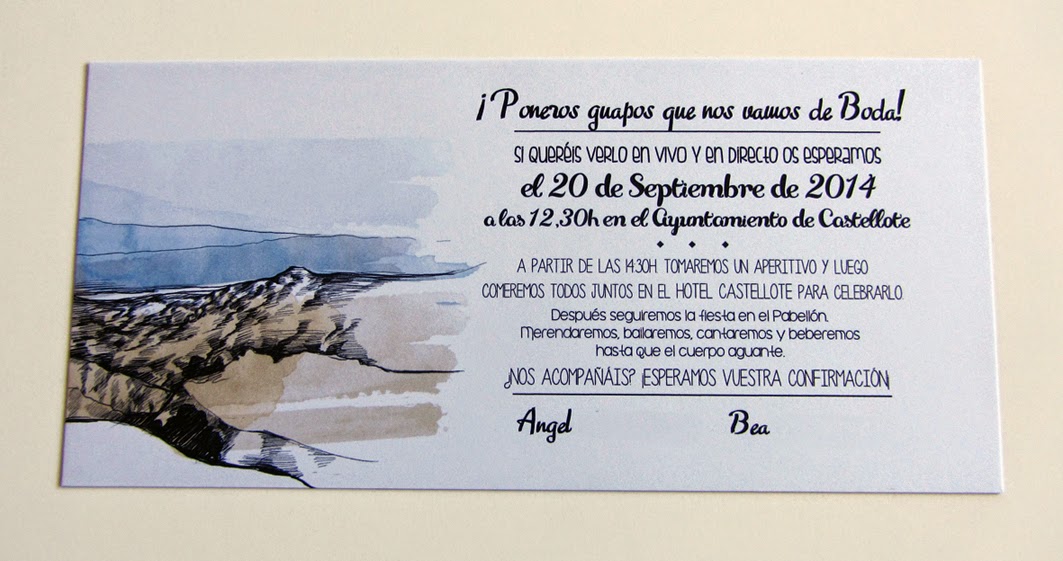 ¡Poneros guapos que nos vamos de Boda!
SI QUERÉIS VERLO EN VIVO Y EN DIRECTO OS ESPERAMOS
el 20 de Septiembre de 2014
a las 12,30h en el Ayuntamiento de Castellote
A PARTIR DE LAS 14:30H TOMAREMOS UN APERITIVO Y LUEGO
COMEREMOS TODOS JUNTOS EN EL HOTEL CASTELLOTE PARA CELEBRARLO.
Después seguiremos la fiesta en el Pabellón.
Merendaremos, bailaremos, cantaremos y beberemos
hasta que el cuerpo aguante.
¿NOS ACOMPAÑÁIS? ¡ESPERAMOS VUESTRA CONFIRMACIÓN!
Angel Bea